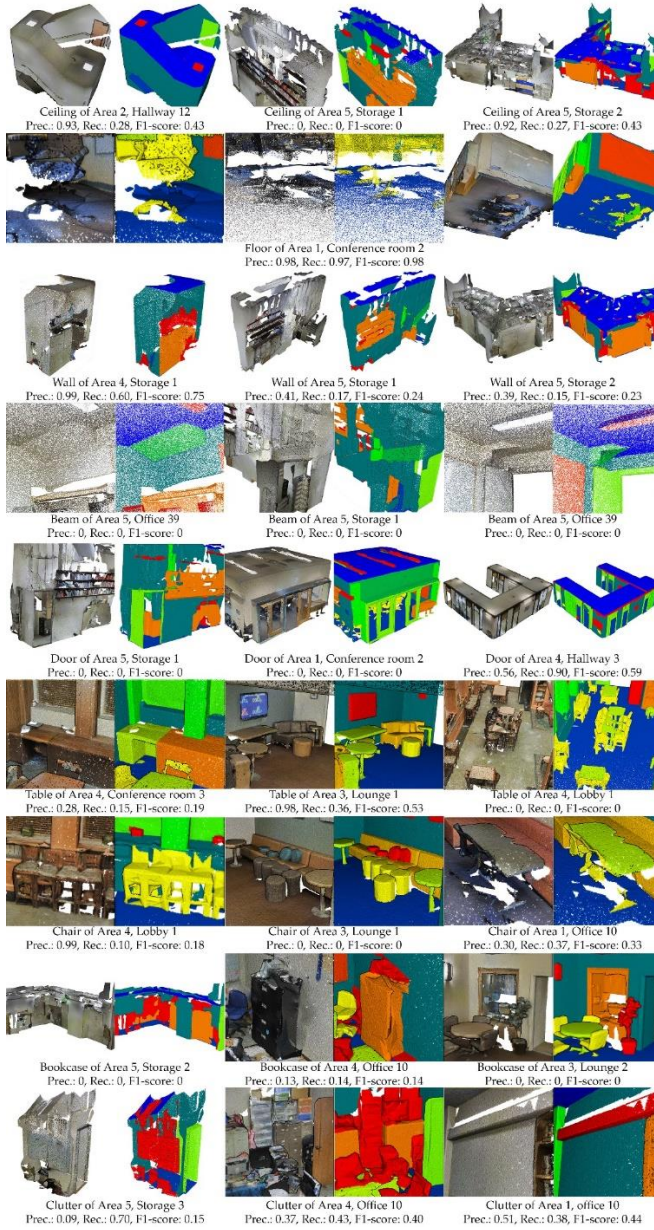 Ceiling of Area 2, Hallway 12
Prec.: 0.93, Rec.: 0.28, F1-score: 0.43
Ceiling of Area 5, Storage 1
Prec.: 0, Rec.: 0, F1-score: 0
Ceiling of Area 5, Storage 2
Prec.: 0.92, Rec.: 0.27, F1-score: 0.43
Floor of Area 1, Conference room 2
Prec.: 0.98, Rec.: 0.97, F1-score: 0.98
Wall of Area 4, Storage 1
Prec.: 0.99, Rec.: 0.60, F1-score: 0.75
Wall of Area 5, Storage 1
Prec.: 0.41, Rec.: 0.17, F1-score: 0.24
Wall of Area 5, Storage 2
Prec.: 0.39, Rec.: 0.15, F1-score: 0.23
Beam of Area 5, Office 39
Prec.: 0, Rec.: 0, F1-score: 0
Beam of Area 5, Storage 1
Prec.: 0, Rec.: 0, F1-score: 0
Beam of Area 5, Office 39
Prec.: 0, Rec.: 0, F1-score: 0
Door of Area 5, Storage 1
Prec.: 0, Rec.: 0, F1-score: 0
Door of Area 1, Conference room 2
Prec.: 0, Rec.: 0, F1-score: 0
Door of Area 4, Hallway 3
Prec.: 0.56, Rec.: 0.90, F1-score: 0.59
Table of Area 4, Conference room 3
Prec.: 0.28, Rec.: 0.15, F1-score: 0.19
Table of Area 3, Lounge 1
Prec.: 0.98, Rec.: 0.36, F1-score: 0.53
Table of Area 4, Lobby 1
Prec.: 0, Rec.: 0, F1-score: 0
Chair of Area 4, Lobby 1
Prec.: 0.99, Rec.: 0.10, F1-score: 0.18
Chair of Area 3, Lounge 1
Prec.: 0, Rec.: 0, F1-score: 0
Chair of Area 1, Office 10
Prec.: 0.30, Rec.: 0.37, F1-score: 0.33
Bookcase of Area 5, Storage 2
Prec.: 0, Rec.: 0, F1-score: 0
Bookcase of Area 4, Office 10
Prec.: 0.13, Rec.: 0.14, F1-score: 0.14
Bookcase of Area 3, Lounge 2
Prec.: 0, Rec.: 0, F1-score: 0
Clutter of Area 5, Storage 3
Prec.: 0.09, Rec.: 0.70, F1-score: 0.15
Clutter of Area 4, Office 10
Prec.: 0.37, Rec.: 0.43, F1-score: 0.40
Clutter of Area 1, office 10
Prec.: 0.51, Rec.: 0.38, F1-score: 0.44